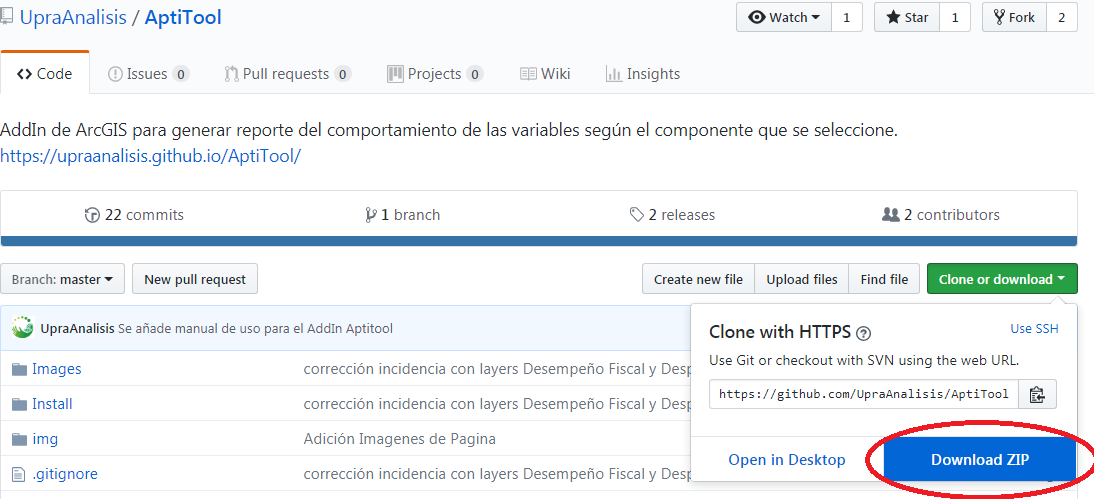 UpraAnalisis / AptiTool
Watch 1 Star 1 Fork 2
Code Issues 0 Pull requests 0 Projects 0 Wiki Insights
AddIn de ArcGIS para generar reporte del comportamiento de las variables según el componente que se seleccione.
https://upraanalisis.github.io/AptiTool/
22 commits 1 branch 2 releases 2 contributors
Branch: master New pull request Create new file Upload files Find file Clone or download
UpraAnalisis Se añade manual de uso para el AddIn Aptitool
Images corrección incidencia con layers Desempeño Fiscal y Desp
Install corrección incidencia con layers Desempeño Fiscal y Desp
img Adición Imagenes de Pagina
.gitignore corrección incidencia con layers Desempeño Fiscal y Desp
Clone with HTTPS Use SSH
Use Git or checkout with SVN using the web URL.
https://github.com/UpraAnalisis/AptiTool
Open in Desktop Download ZIP